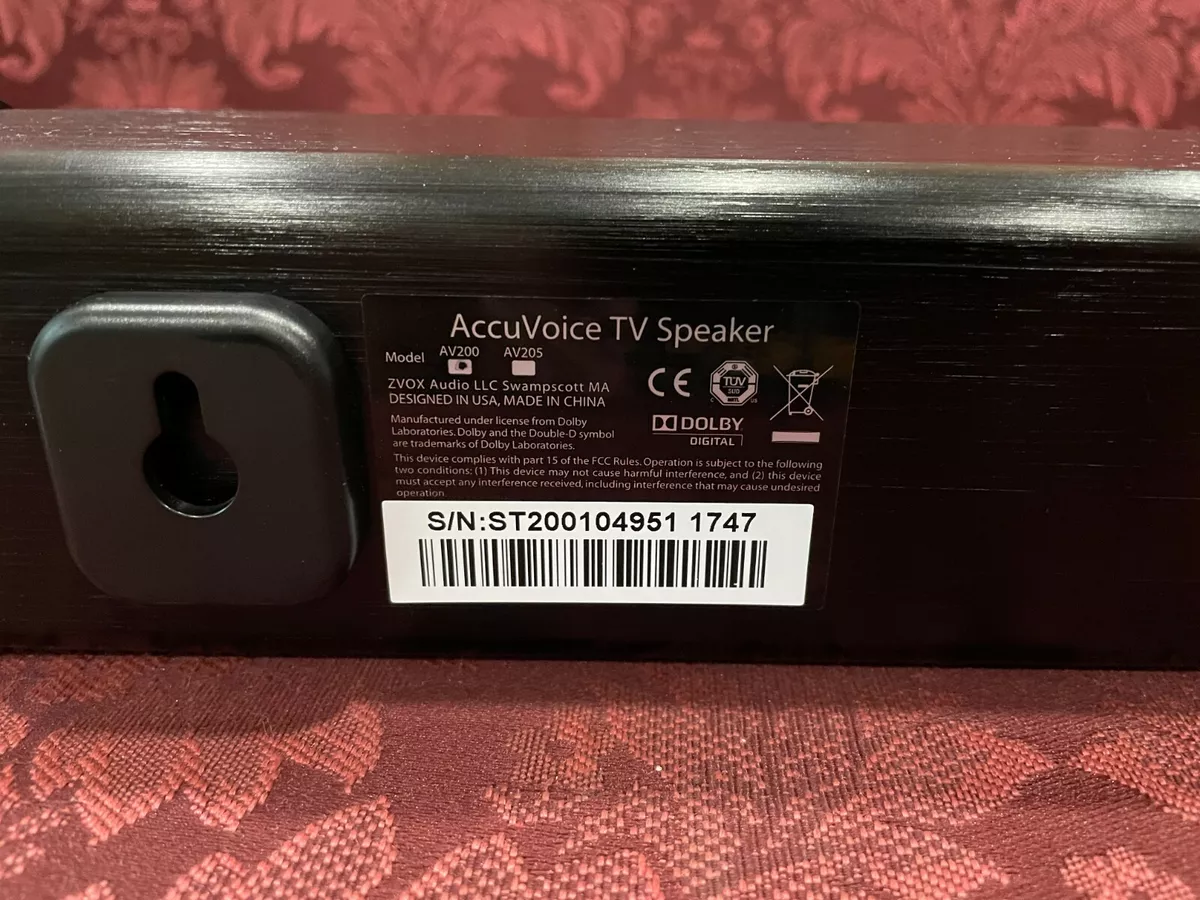 AccuVoice TV Speaker
Model AV200 AV205
ZVOX Audio LLC Swampscott MA
DESIGNED IN USA, MADE IN CHINA
Manufactured under license from Dolby
Laboratories. Dolby and the Double-D symbol
are trademarks of Dolby Laboratories.
CE
TÜV
SÜD
DOLBY
DIGITAL
This device complies with part 15 of the FCC Rules. Operation is subject to the following
two conditions: (1) This device may not cause harmful interference, and (2) this device
must accept any interference received, including interference that may cause undesired
operation
S/N:ST200104951 1747